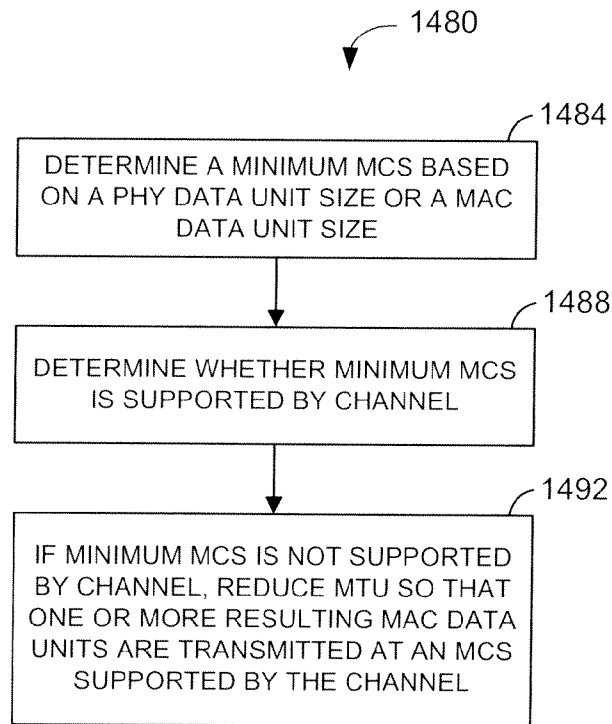 1480
1484
DETERMINE A MINIMUM MCS BASED
ON A PHY DATA UNIT SIZE OR A MAC
DATA UNIT SIZE
1488
DETERMINE WHETHER MINIMUM MCS
IS SUPPORTED BY CHANNEL
1492
IF MINIMUM MCS IS NOT SUPPORTED
BY CHANNEL, REDUCE MTU SO THAT
ONE OR MORE RESULTING MAC DATA
UNITS ARE TRANSMITTED AT AN MCS
SUPPORTED BY THE CHANNEL